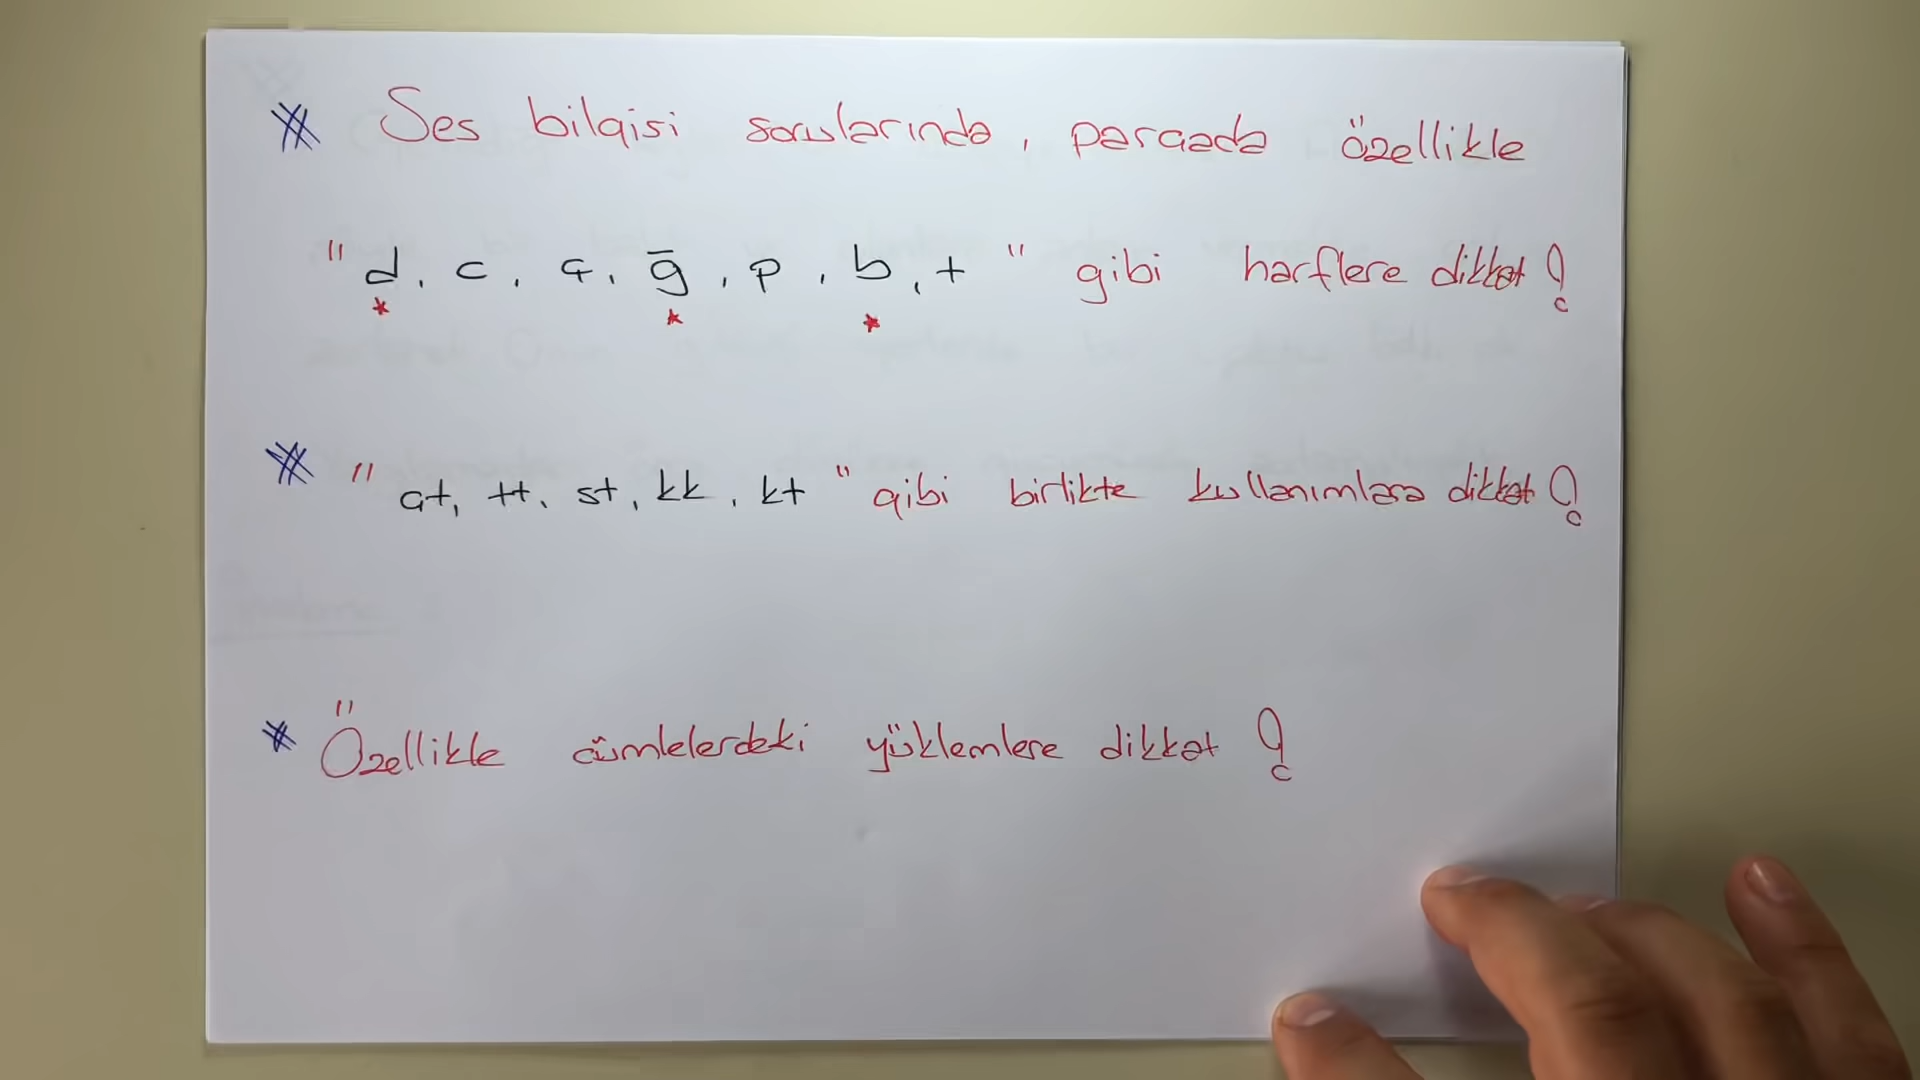 Ses bilgisi sorularında, parçada özellikle
"d, c, ç, ğ, p, b, t" gibi harflere dikkat!
"çt, tt, st, kk, kt" gibi birlikte kullanımlara dikkat!
Özellikle cümlelerdeki yüklemlere dikkat!